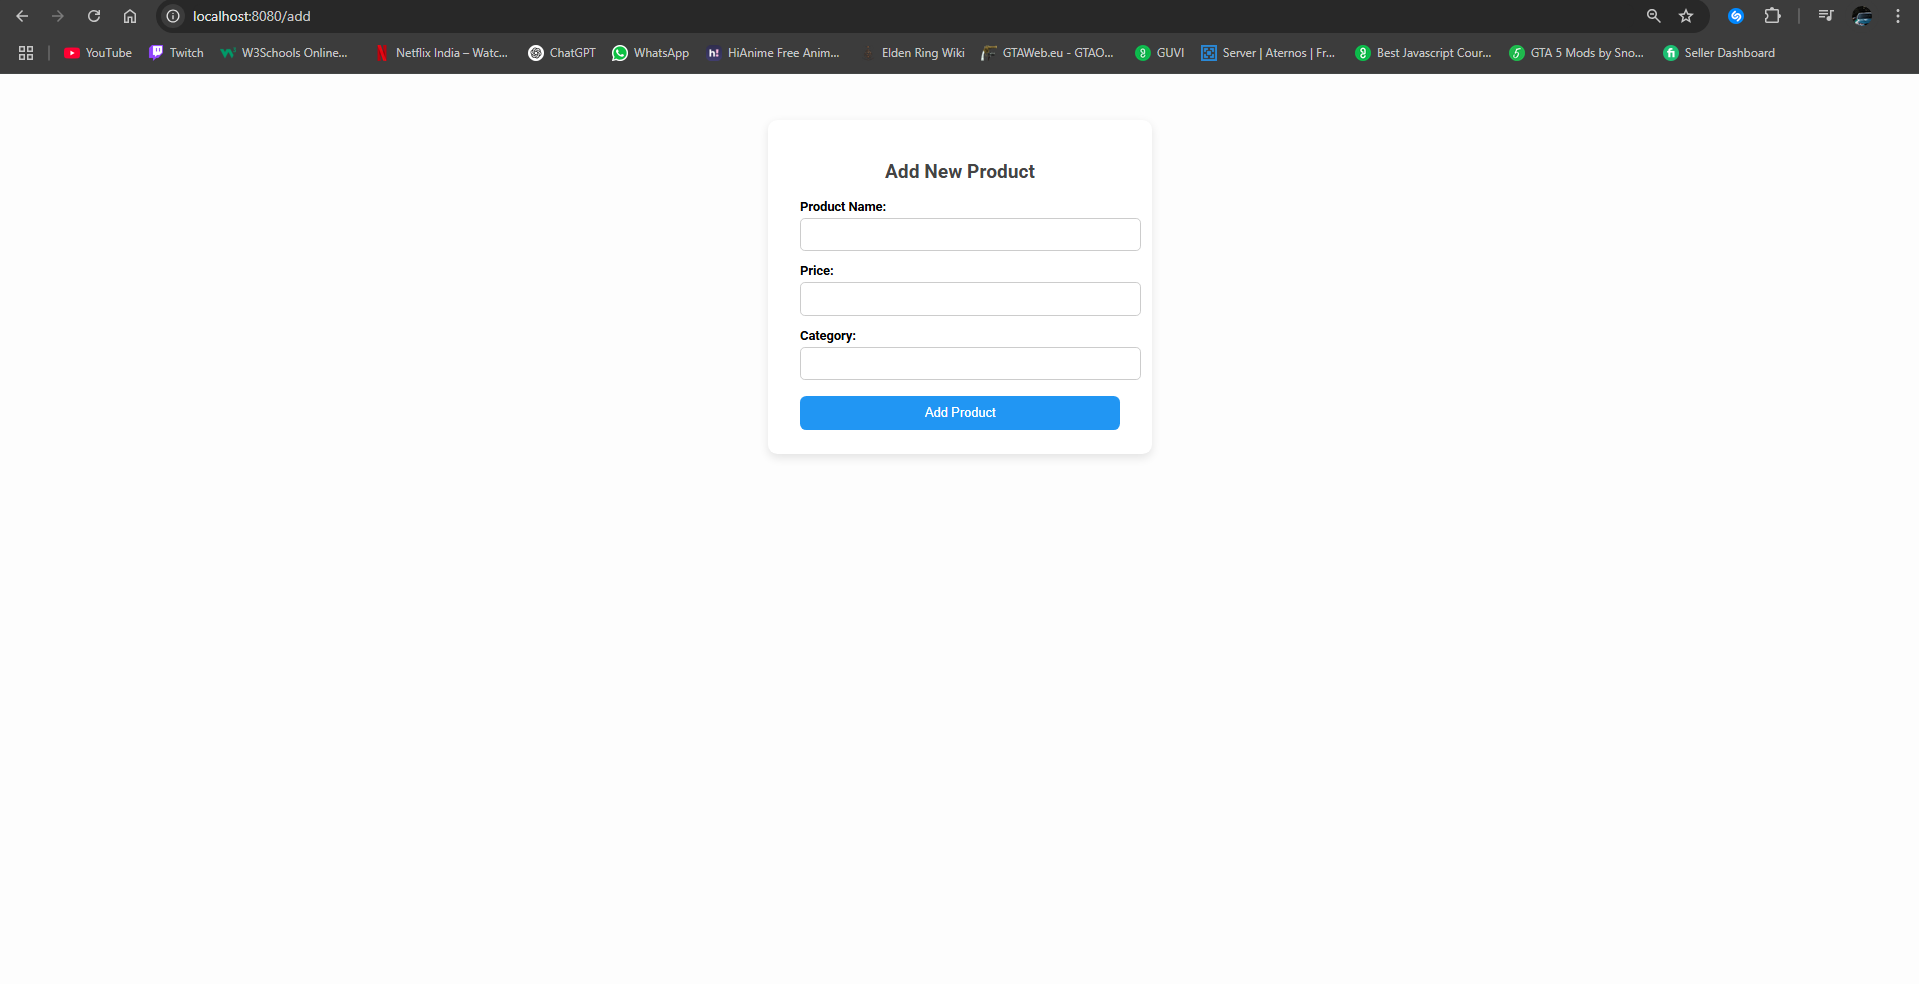 localhost:8080/add
YouTube Twitch W3Schools Online... Netflix India – Watc... ChatGPT WhatsApp h! HiAnime Free Anim... Elden Ring Wiki GTAWeb.eu - GTAO... GUVI Server | Aternos | Fr... Best Javascript Cour... 5 GTA 5 Mods by Sno... fi Seller Dashboard
Add New Product
Product Name:
Price:
Category:
Add Product